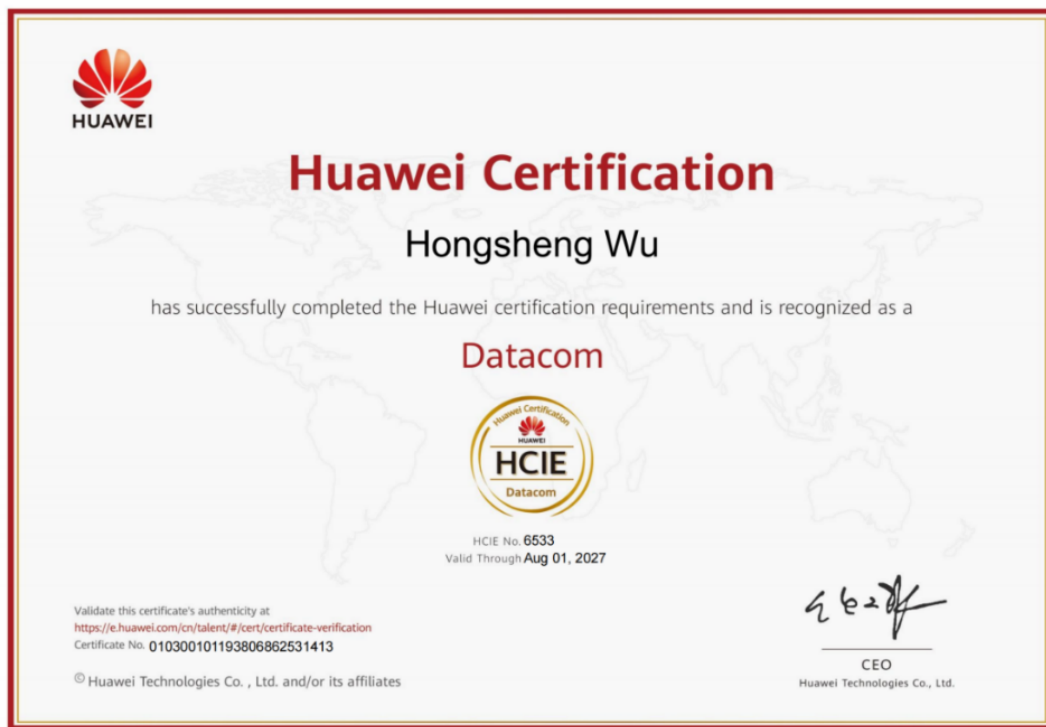 HUAWEI
Huawei Certification
Hongsheng Wu
has successfully completed the Huawei certification requirements and is recognized as a
Datacom
Huawei Certification
HUAWEI
HCIE
Datacom
HCIE No. 6533
Valid Through Aug 01, 2027
Validate this certificate's authenticity at
https://e.huawei.com/cn/talent/#/cert/certificate-verification
Certificate No. 010300101193806862531413
© Huawei Technologies Co. , Ltd. and/or its affiliates
CEO
Huawei Technologies Co., Ltd.